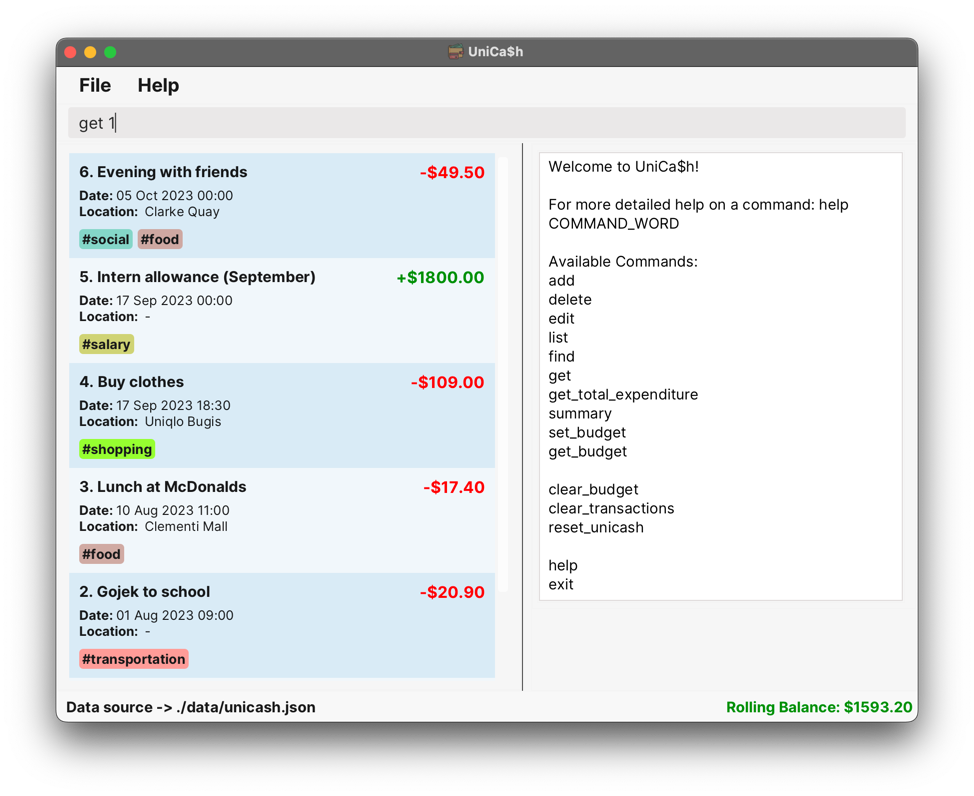 UniCa$h
File Help
get 1
6. Evening with friends -$49.50
Date: 05 Oct 2023 00:00
Location: Clarke Quay
#social #food
5. Intern allowance (September) +$1800.00
Date: 17 Sep 2023 00:00
Location: -
#salary
4. Buy clothes -$109.00
Date: 17 Sep 2023 18:30
Location: Uniqlo Bugis
#shopping
3. Lunch at McDonalds -$17.40
Date: 10 Aug 2023 11:00
Location: Clementi Mall
#food
2. Gojek to school -$20.90
Date: 01 Aug 2023 09:00
Location: -
#transportation
Welcome to UniCa$h!
For more detailed help on a command: help
COMMAND_WORD
Available Commands:
add
delete
edit
list
find
get
get_total_expenditure
summary
set_budget
get_budget
clear_budget
clear_transactions
reset_unicash
help
exit
Data source -> ./data/unicash.json
Rolling Balance: $1593.20